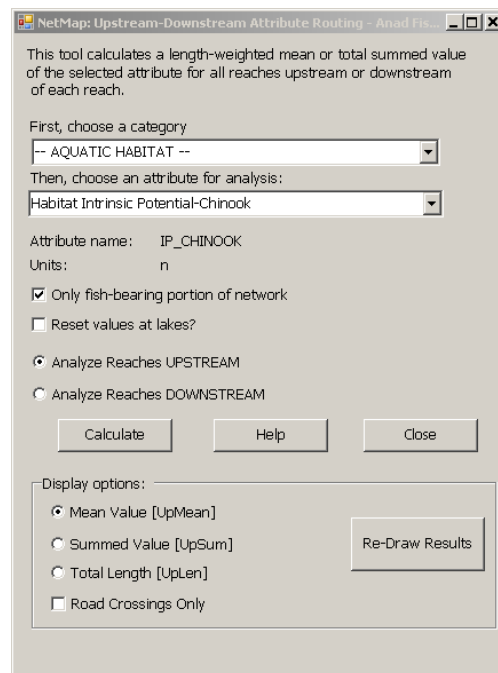 NetMap: Upstream-Downstream Attribute Routing - Anad Fis...
This tool calculates a length-weighted mean or total summed value
of the selected attribute for all reaches upstream or downstream
of each reach.
First, choose a category
-- AQUATIC HABITAT --
Then, choose an attribute for analysis:
Habitat Intrinsic Potential-Chinook
Attribute name: IP_CHINOOK
Units: n
Only fish-bearing portion of network
Reset values at lakes?
Analyze Reaches UPSTREAM
Analyze Reaches DOWNSTREAM
Calculate Help Close
Display options:
Mean Value [UpMean]
Summed Value [UpSum]
Re-Draw Results
Total Length [UpLen]
Road Crossings Only